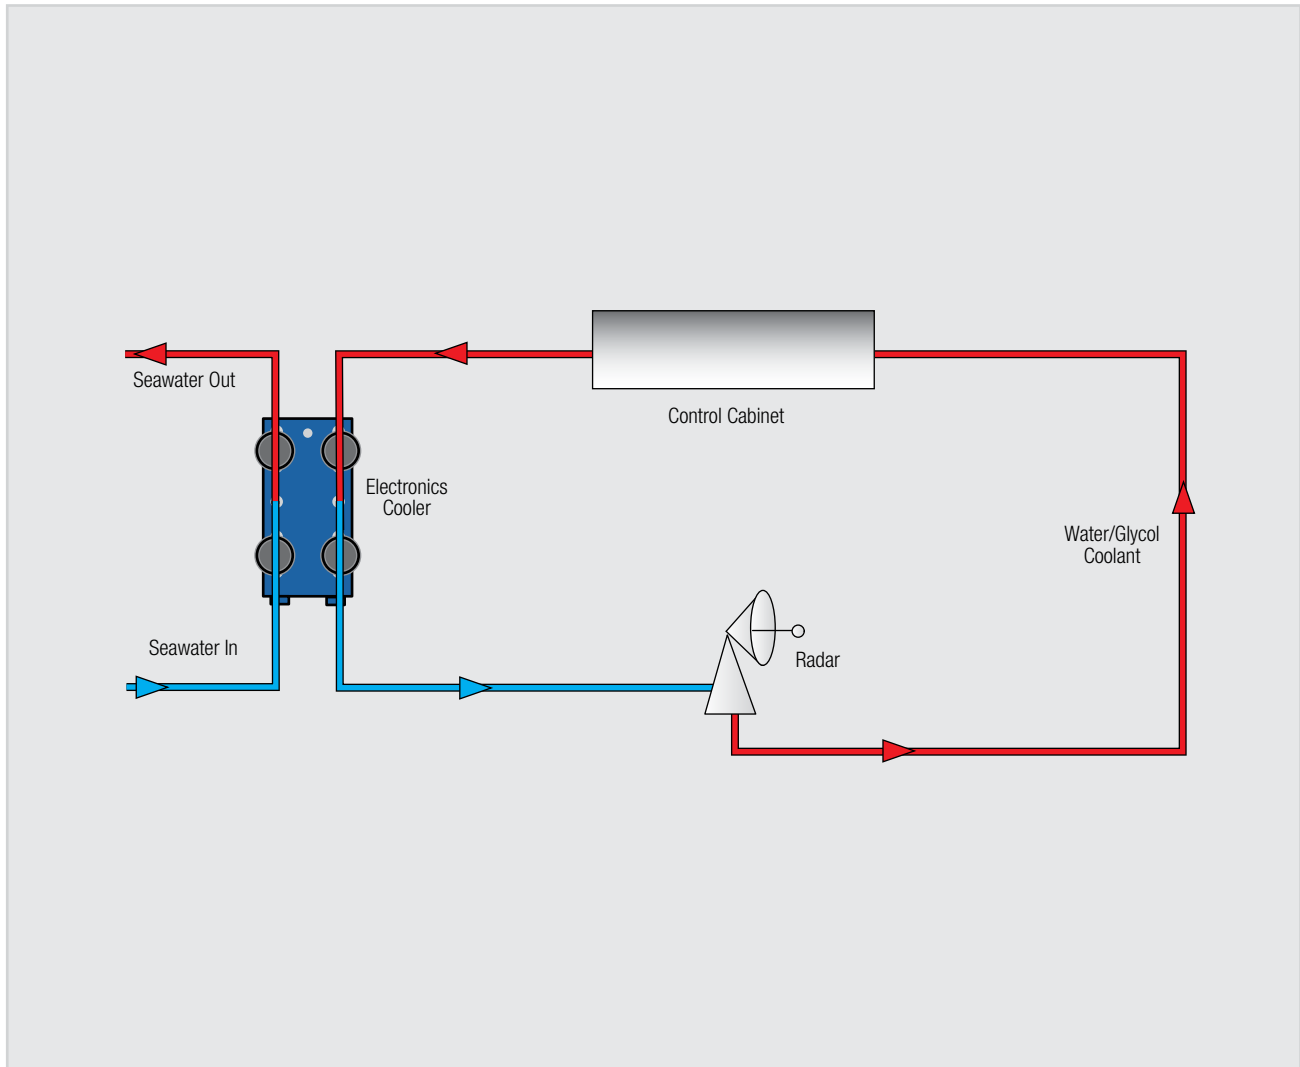 Seawater Out
Control Cabinet
Electronics
Cooler
Water/Glycol
Coolant
Seawater In
Radar